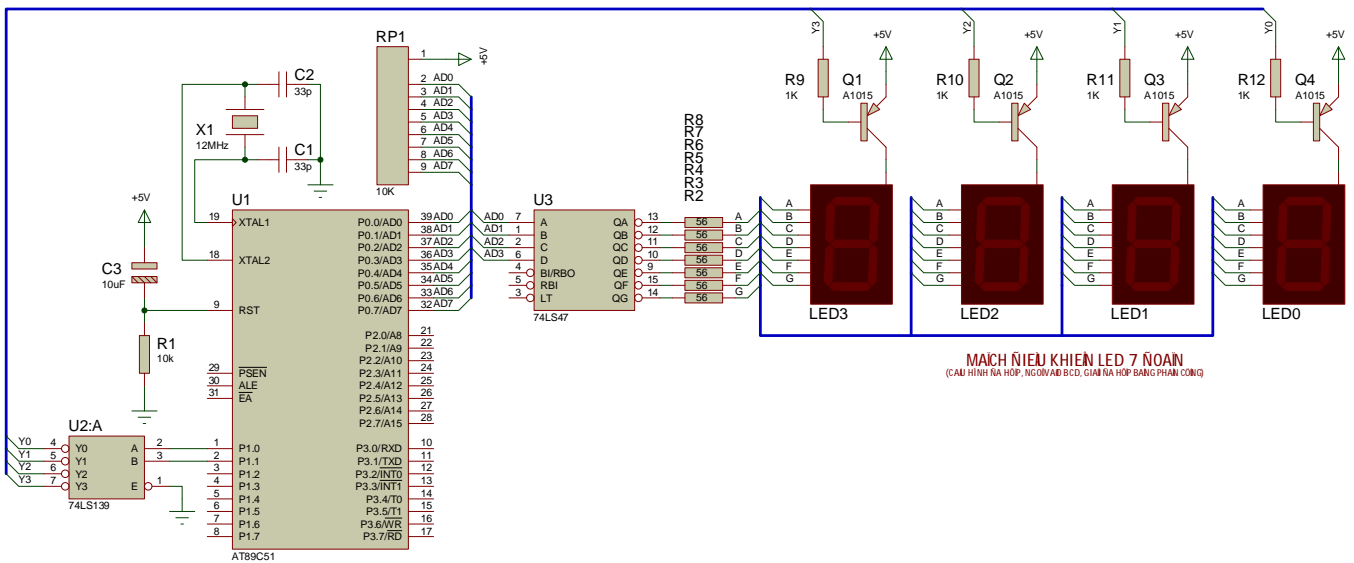 RP1
1
+5V
2 AD0
3 AD1
4 AD2
5 AD3
6 AD4
7 AD5
8 AD6
9 AD7
10K
C2
33p
X1
12MHz
C1
33p
Y3
+5V
R9
1K
Q1
A1015
Y2
+5V
R10
1K
Q2
A1015
Y1
+5V
R11
1K
Q3
A1015
Y0
+5V
R12
1K
Q4
A1015
+5V
C3
10uF
R1
10k
U1
19 XTAL1
18 XTAL2
9 RST
29 PSEN
30 ALE
31 EA
1 P1.0
2 P1.1
3 P1.2
4 P1.3
5 P1.4
6 P1.5
7 P1.6
8 P1.7
P0.0/AD0 39 AD0
P0.1/AD1 38 AD1
P0.2/AD2 37 AD2
P0.3/AD3 36 AD3
P0.4/AD4 35 AD4
P0.5/AD5 34 AD5
P0.6/AD6 33 AD6
P0.7/AD7 32 AD7
P2.0/A8 21
P2.1/A9 22
P2.2/A10 23
P2.3/A11 24
P2.4/A12 25
P2.5/A13 26
P2.6/A14 27
P2.7/A15 28
P3.0/RXD 10
P3.1/TXD 11
P3.2/INT0 12
P3.3/INT1 13
P3.4/T0 14
P3.5/T1 15
P3.6/WR 16
P3.7/RD 17
AT89C51
U3
AD0 7 A QA 13
AD1 1 B QB 12
AD2 2 C QC 11
AD3 6 D QD 10
4 BI/RBO QE 9
5 RBI QF 15
3 LT QG 14
74LS47
R8
R7
R6
R5
R4
R3
R2
56 A
56 B
56 C
56 D
56 E
56 F
56 G
A
B
C
D
E
F
G
LED3
A
B
C
D
E
F
G
LED2
A
B
C
D
E
F
G
LED1
A
B
C
D
E
F
G
LED0
U2:A
Y0 4 Y0 A 2
Y1 5 Y1 B 3
Y2 6 Y2
Y3 7 Y3 E 1
74LS139
LED 7